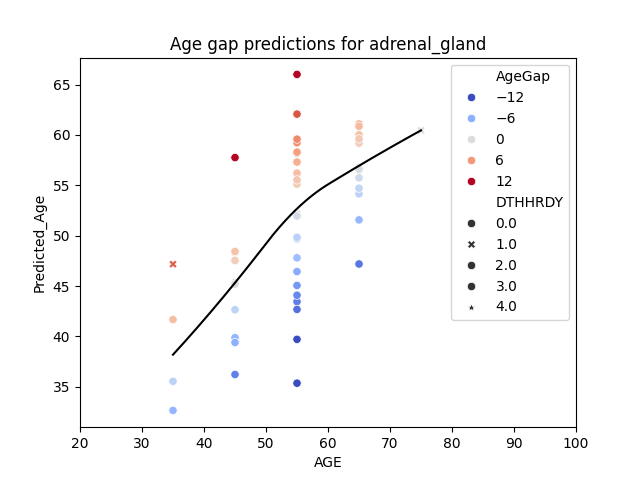 Age gap predictions for adrenal_gland
Predicted_Age
65
60
55
50
45
40
35
20 30 40 50 60 70 80 90 100
AGE
AgeGap
−12
−6
0
6
12
DTHHRDY
0.0
1.0
2.0
3.0
4.0